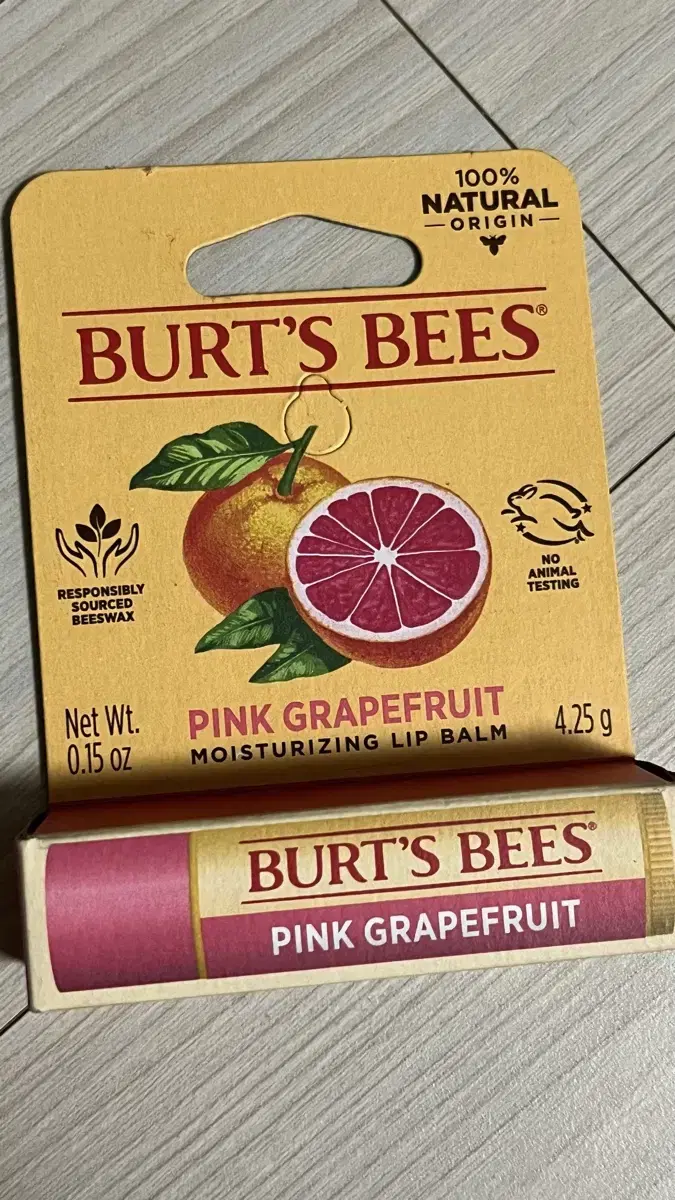 100%
NATURAL
ORIGIN
BURT'S BEES®
RESPONSIBLY
SOURCED
BEESWAX
NO
ANIMAL
TESTING
Net Wt.
0.15 oz
PINK GRAPEFRUIT
MOISTURIZING LIP BALM
4.25 g
BURT'S BEES®
PINK GRAPEFRUIT